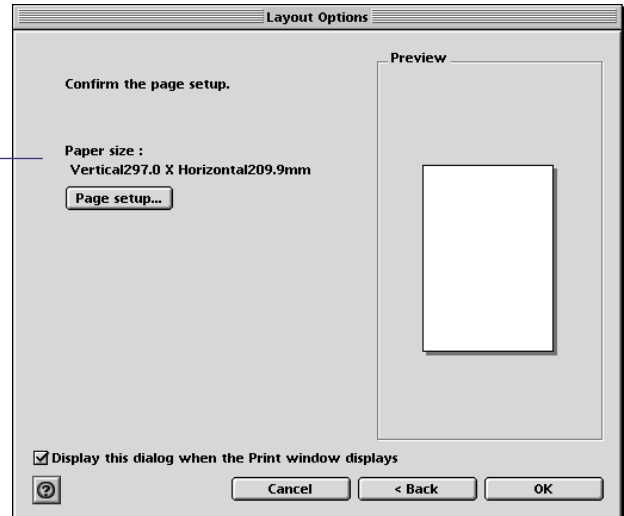 Layout Options
Confirm the page setup.
Paper size :
Vertical297.0 X Horizontal209.9mm
Page setup...
Preview
Display this dialog when the Print window displays
?
Cancel
< Back
OK